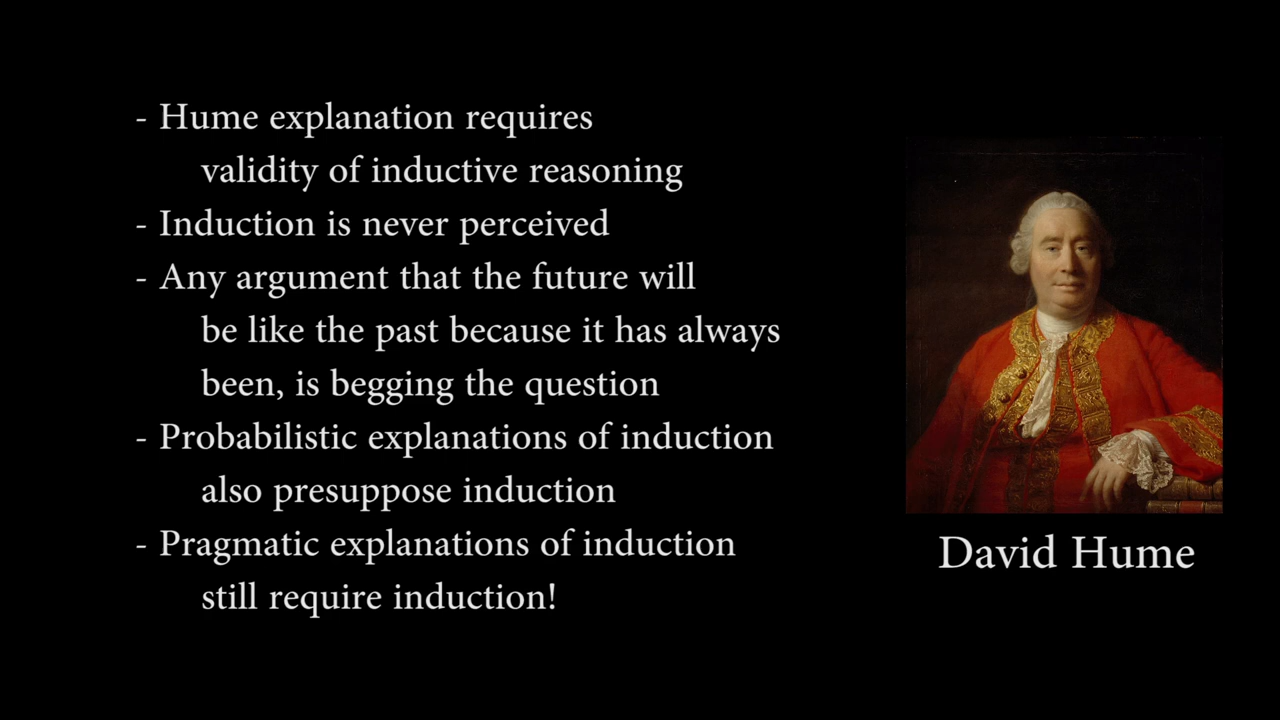 - Hume explanation requires
validity of inductive reasoning
- Induction is never perceived
- Any argument that the future will
be like the past because it has always
been, is begging the question
- Probabilistic explanations of induction
also presuppose induction
- Pragmatic explanations of induction
still require induction!
David Hume